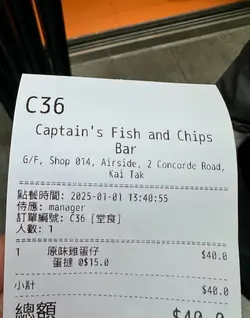 C36
Captain's Fish and Chips
Bar
G/F, Shop 014, Airside, 2 Concorde Road,
Kai Tak
點餐時間: 2025-01-01 13:40:55
侍應: manager
訂單編號: C36 [堂食]
人數: 1
1 原味雞蛋仔 $40.0
蛋撻 @$15.0
小計 $40.0
總額 $40.0